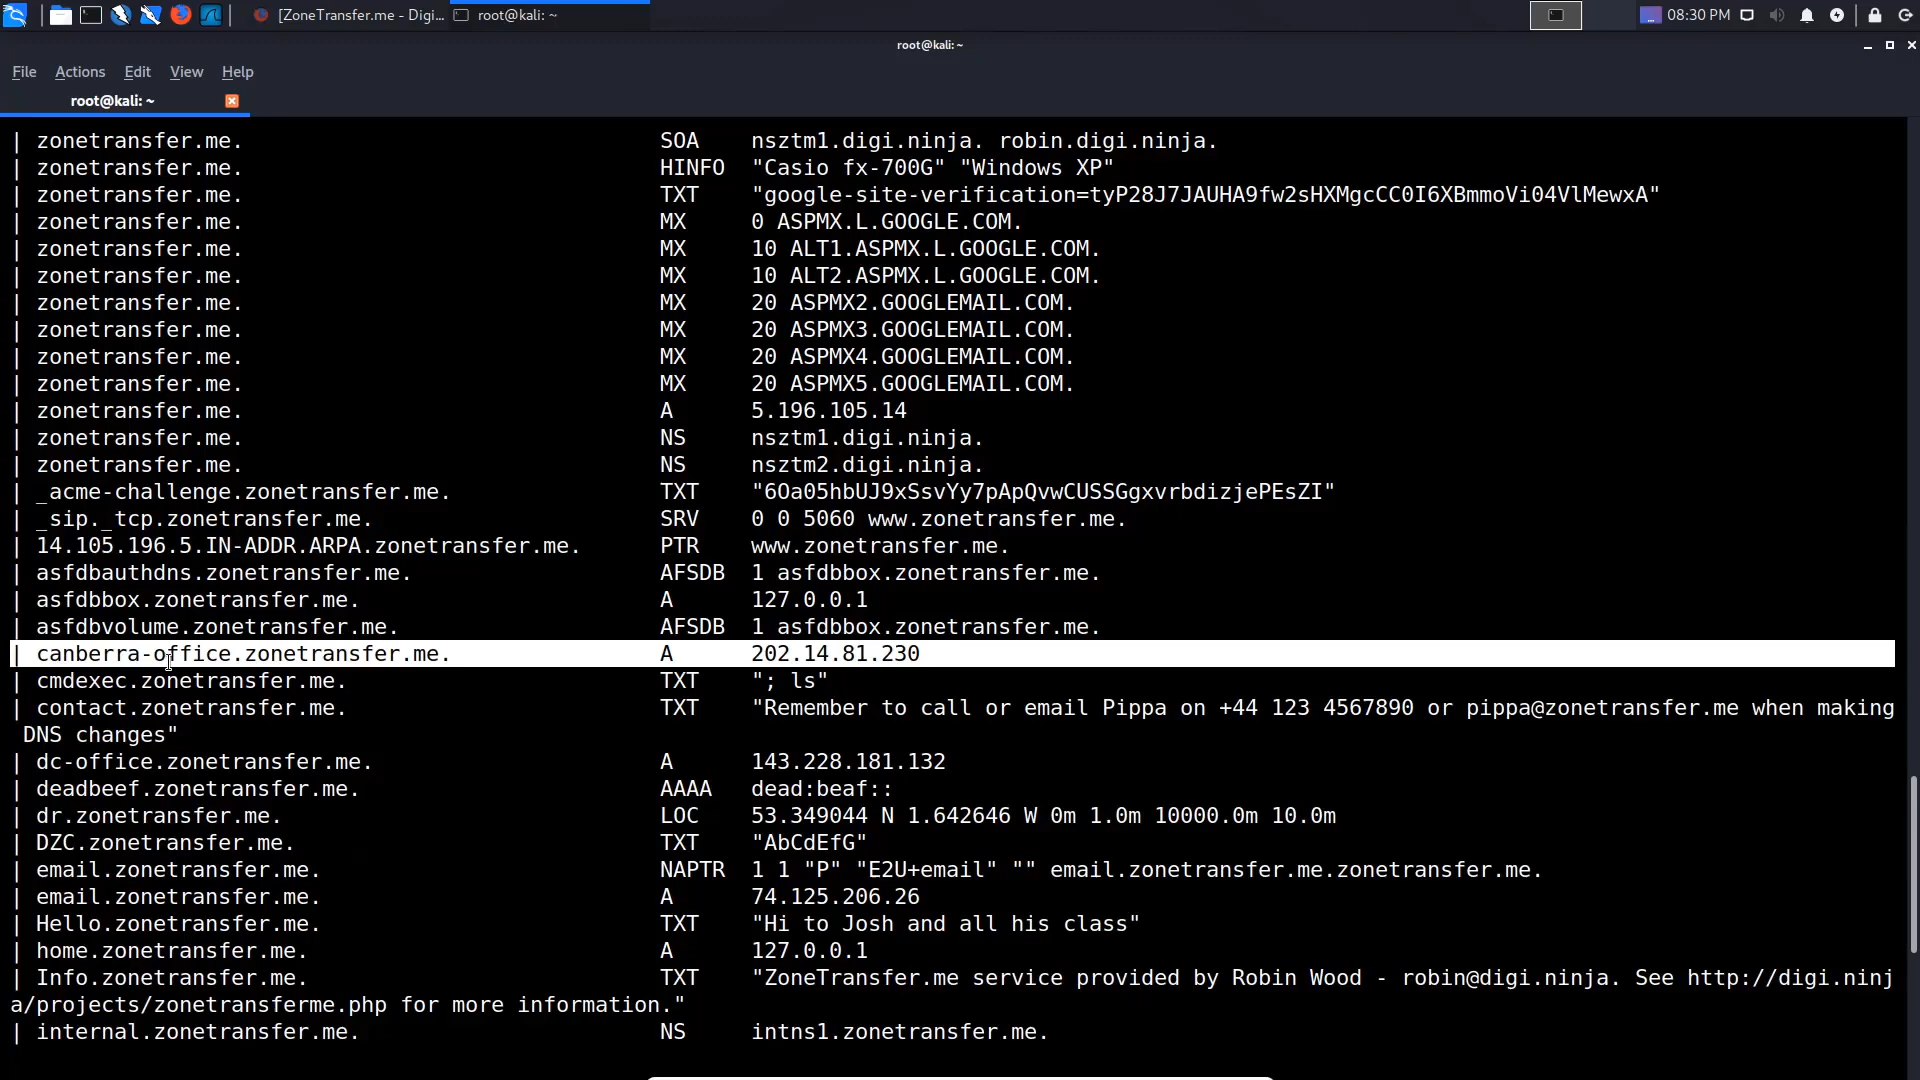 [ZoneTransfer.me - Digi... root@kali: ~ 08:30 PM
root@kali: ~
File Actions Edit View Help
root@kali: ~
| zonetransfer.me. SOA nsztm1.digi.ninja. robin.digi.ninja.
| zonetransfer.me. HINFO "Casio fx-700G" "Windows XP"
| zonetransfer.me. TXT "google-site-verification=tyP28J7JAUHA9fw2sHXMgcCC0I6XBmmoVi04VlMewxA"
| zonetransfer.me. MX 0 ASPMX.L.GOOGLE.COM.
| zonetransfer.me. MX 10 ALT1.ASPMX.L.GOOGLE.COM.
| zonetransfer.me. MX 10 ALT2.ASPMX.L.GOOGLE.COM.
| zonetransfer.me. MX 20 ASPMX2.GOOGLEMAIL.COM.
| zonetransfer.me. MX 20 ASPMX3.GOOGLEMAIL.COM.
| zonetransfer.me. MX 20 ASPMX4.GOOGLEMAIL.COM.
| zonetransfer.me. MX 20 ASPMX5.GOOGLEMAIL.COM.
| zonetransfer.me. A 5.196.105.14
| zonetransfer.me. NS nsztm1.digi.ninja.
| zonetransfer.me. NS nsztm2.digi.ninja.
| _acme-challenge.zonetransfer.me. TXT "6Oa05hbUJ9xSsvYy7pApQvwCUSSGgxvrbdizjePEsZI"
| _sip._tcp.zonetransfer.me. SRV 0 0 5060 www.zonetransfer.me.
| 14.105.196.5.IN-ADDR.ARPA.zonetransfer.me. PTR www.zonetransfer.me.
| asfdbauthdns.zonetransfer.me. AFSDB 1 asfdbbox.zonetransfer.me.
| asfdbbox.zonetransfer.me. A 127.0.0.1
| asfdbvolume.zonetransfer.me. AFSDB 1 asfdbbox.zonetransfer.me.
| canberra-office.zonetransfer.me. A 202.14.81.230
| cmdexec.zonetransfer.me. TXT "; ls"
| contact.zonetransfer.me. TXT "Remember to call or email Pippa on +44 123 4567890 or pippa@zonetransfer.me when making
DNS changes"
| dc-office.zonetransfer.me. A 143.228.181.132
| deadbeef.zonetransfer.me. AAAA dead:beaf::
| dr.zonetransfer.me. LOC 53.349044 N 1.642646 W 0m 1.0m 10000.0m 10.0m
| DZC.zonetransfer.me. TXT "AbCdEfG"
| email.zonetransfer.me. NAPTR 1 1 "P" "E2U+email" "" email.zonetransfer.me.zonetransfer.me.
| email.zonetransfer.me. A 74.125.206.26
| Hello.zonetransfer.me. TXT "Hi to Josh and all his class"
| home.zonetransfer.me. A 127.0.0.1
| Info.zonetransfer.me. TXT "ZoneTransfer.me service provided by Robin Wood - robin@digi.ninja. See http://digi.ninj
a/projects/zonetransferme.php for more information."
| internal.zonetransfer.me. NS intns1.zonetransfer.me.